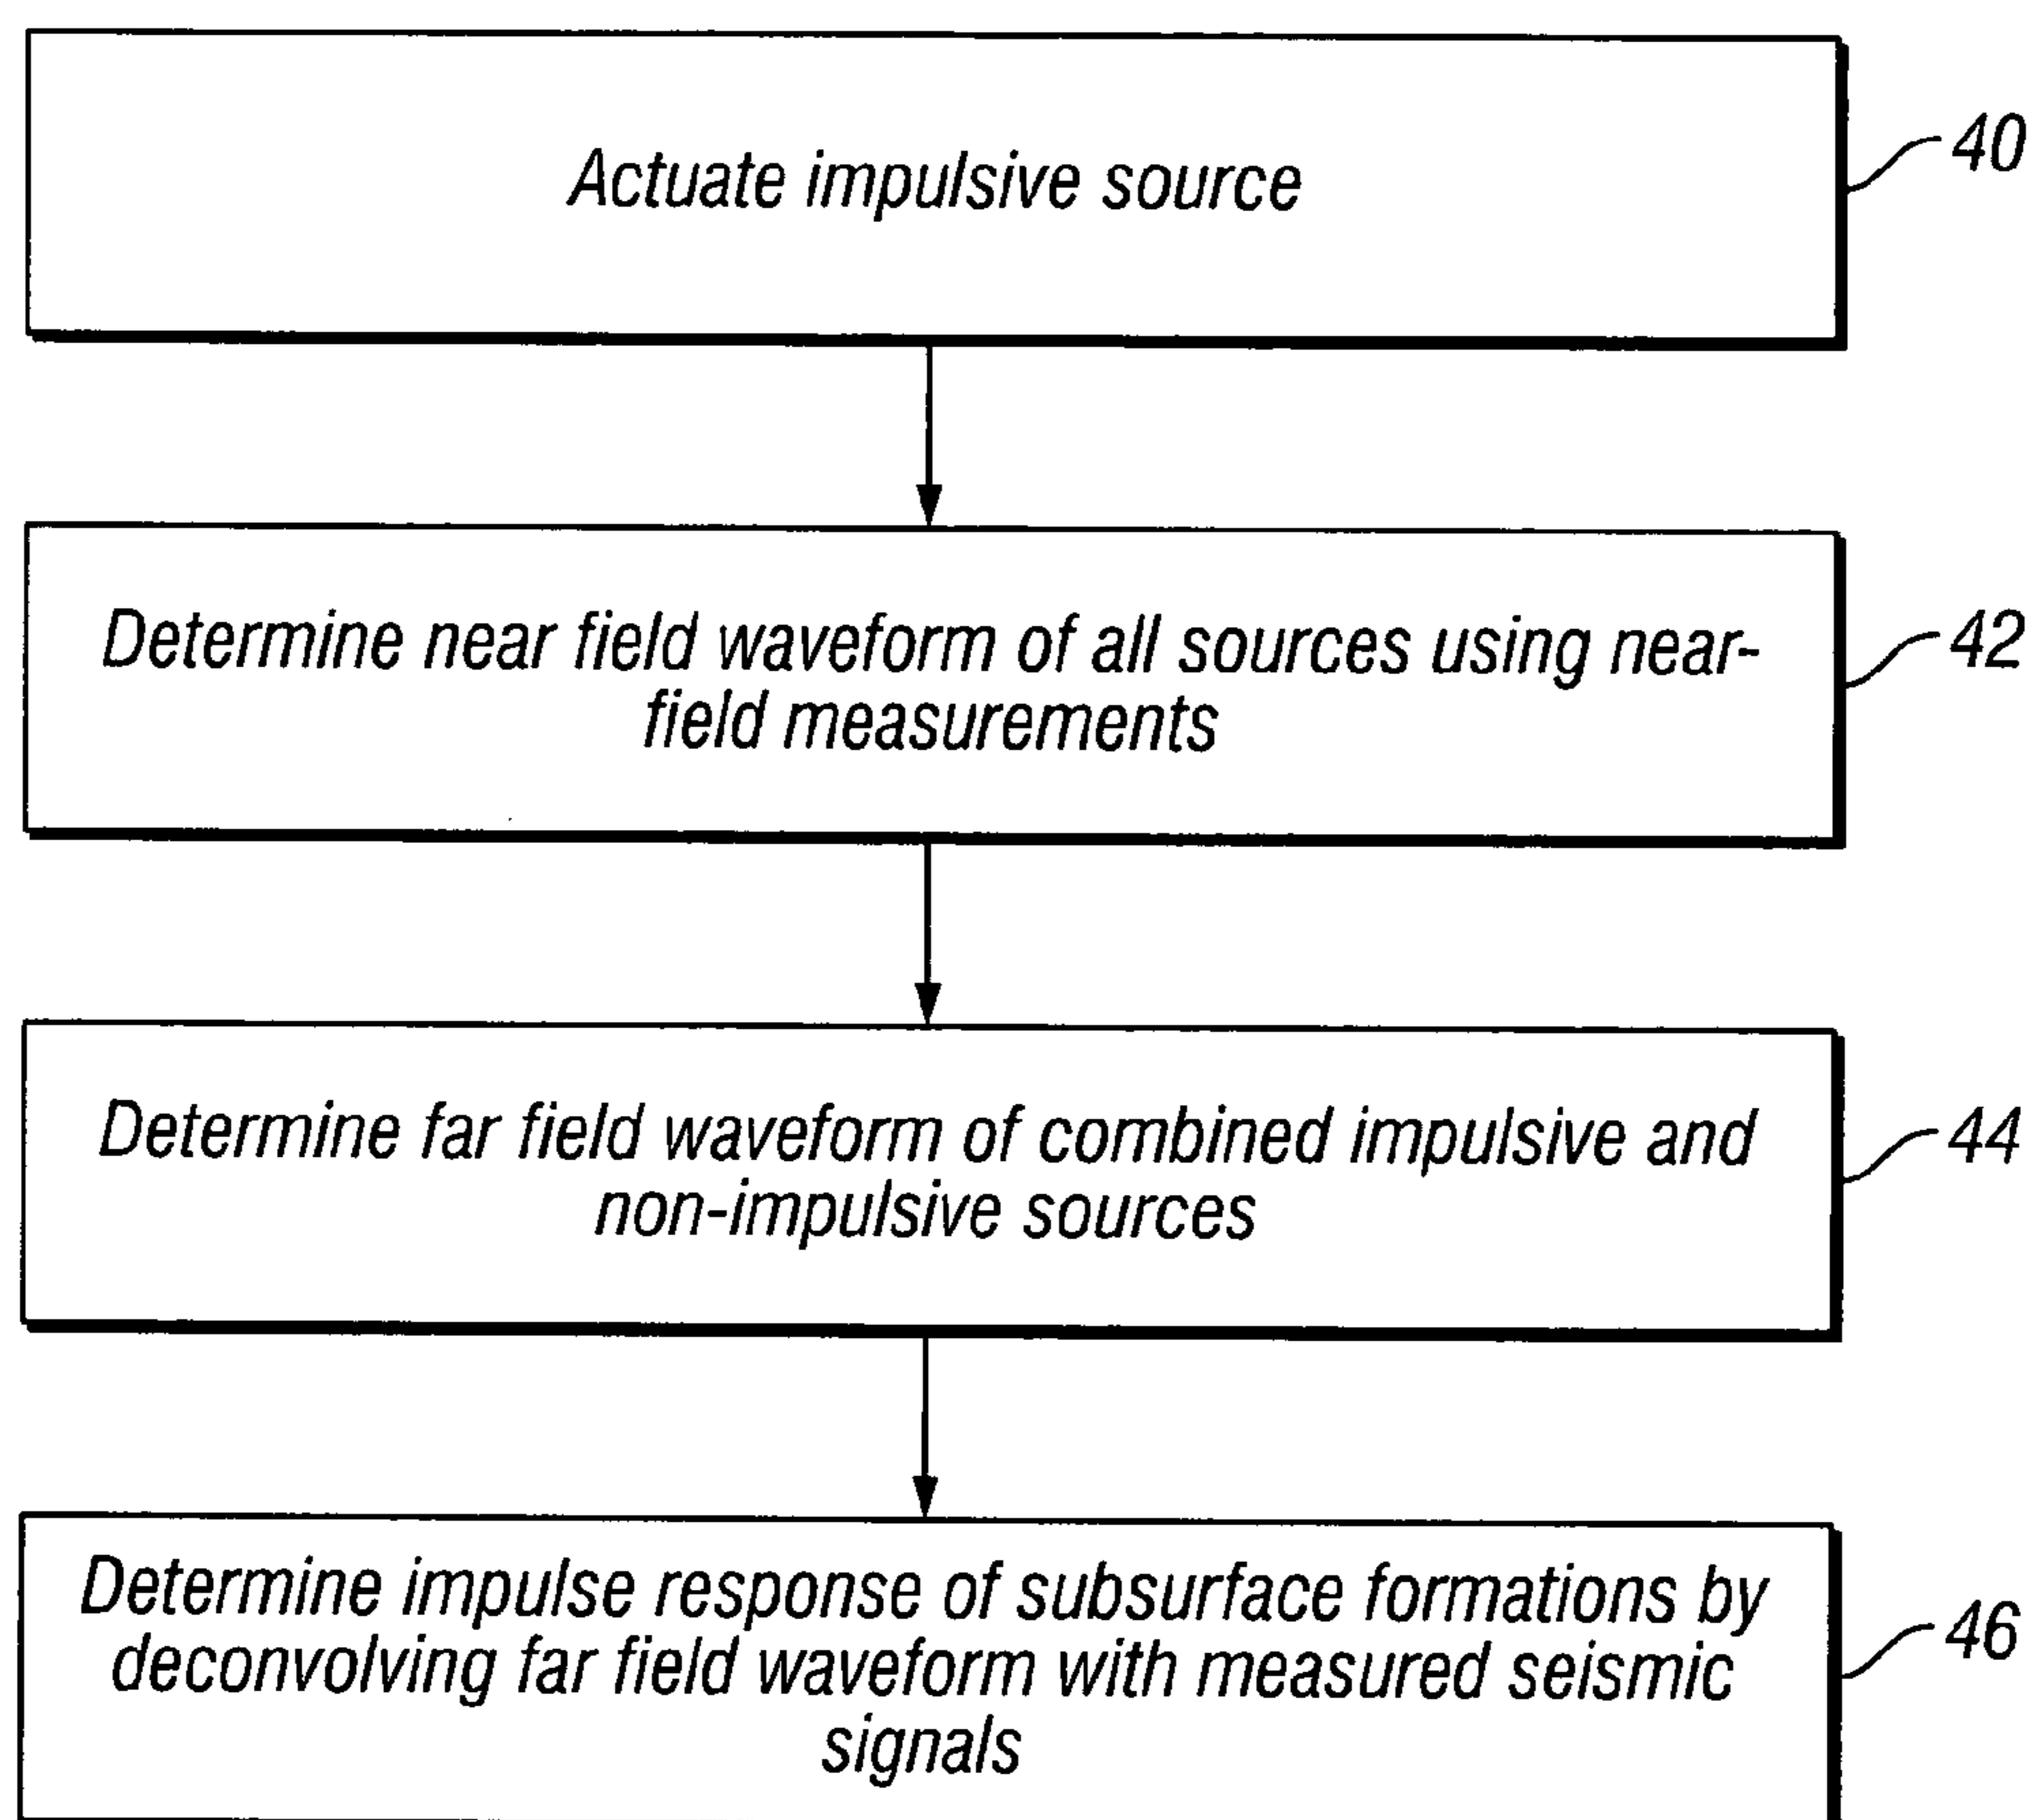 Actuate impulsive source
40
Determine near field waveform of all sources using near-
field measurements
42
Determine far field waveform of combined impulsive and
non-impulsive sources
44
Determine impulse response of subsurface formations by
deconvolving far field waveform with measured seismic
signals
46